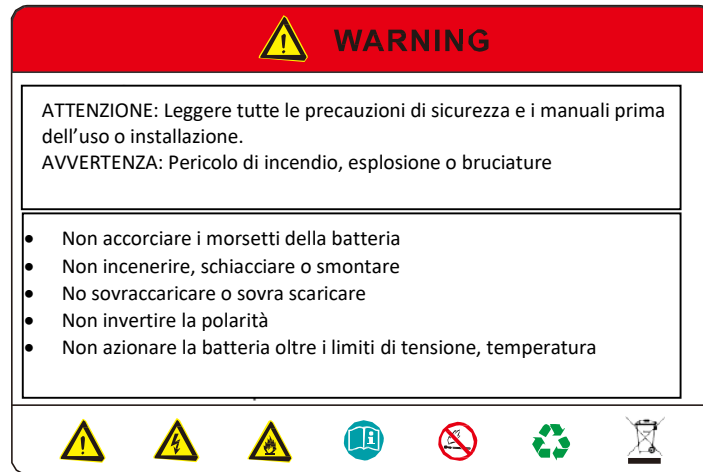 WARNING
ATTENZIONE: Leggere tutte le precauzioni di sicurezza e i manuali prima
dell'uso o installazione.
AVVERTENZA: Pericolo di incendio, esplosione o bruciature
• Non accorciare i morsetti della batteria
• Non incenerire, schiacciare o smontare
• No sovraccaricare o sovra scaricare
• Non invertire la polarità
• Non azionare la batteria oltre i limiti di tensione, temperatura